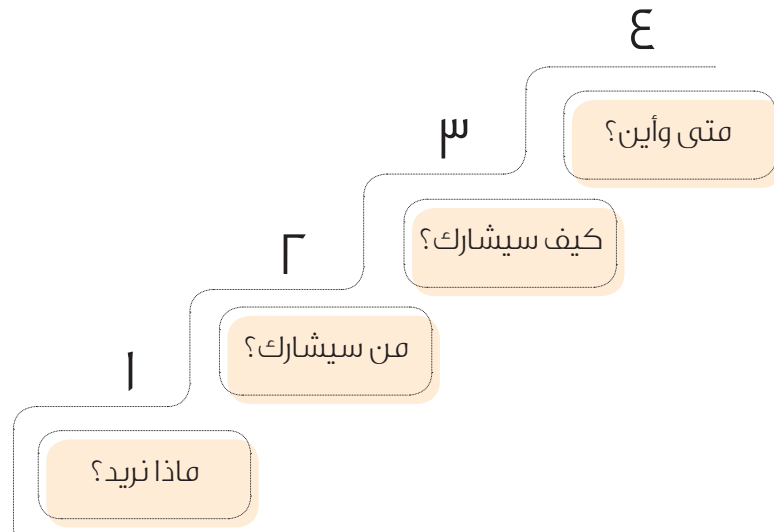 ١
ماذا نريد؟
٢
من سيشارك؟
٣
كيف سيشارك؟
٤
متى وأين؟